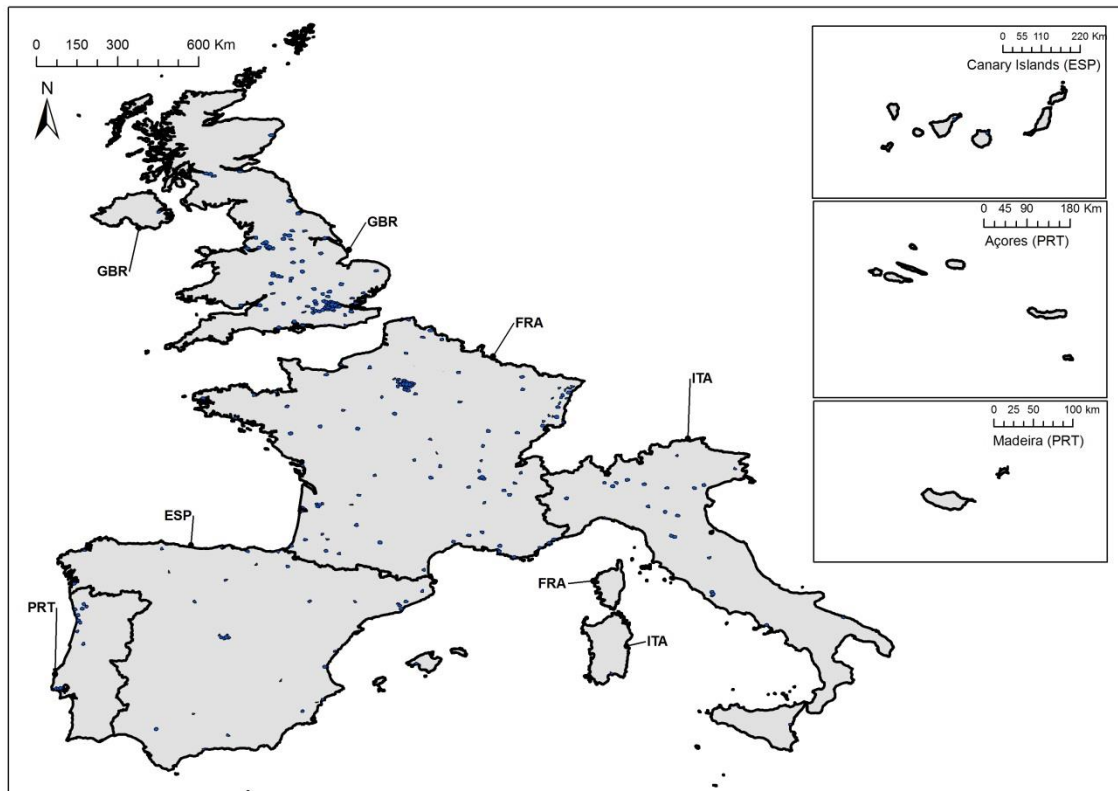 0 150 300 600 Km
N
GBR
GBR
FRA
ITA
ESP
PRT
FRA
ITA
0 55 110 220 Km
Canary Islands (ESP)
0 45 90 180 Km
Açores (PRT)
0 25 50 100 km
Madeira (PRT)